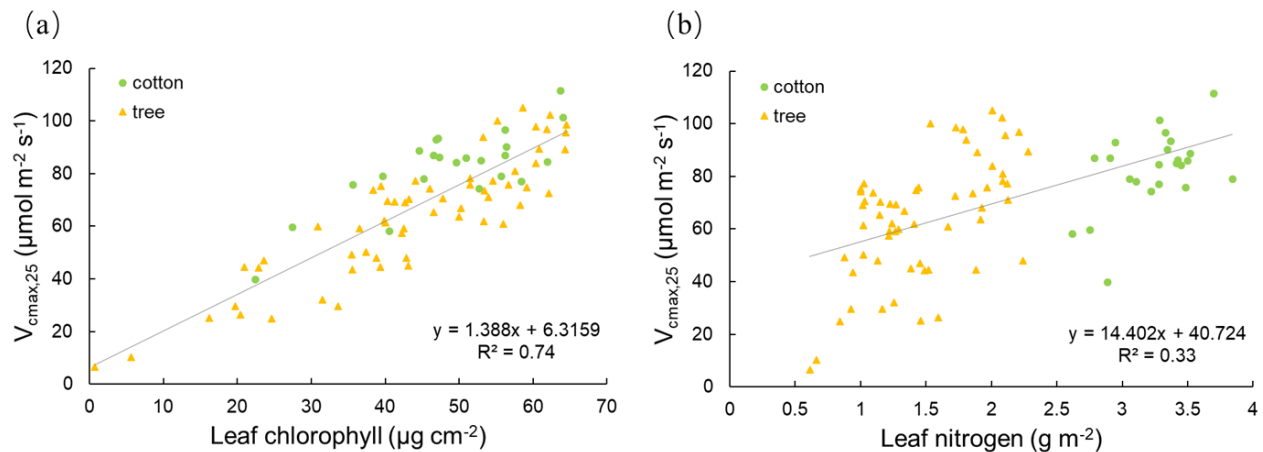 (a)
120
100
80
60
40
20
0
V_cmax,25 (μmol m⁻² s⁻¹)
cotton
tree
y = 1.388x + 6.3159
R² = 0.74
0 10 20 30 40 50 60 70
Leaf chlorophyll (μg cm⁻²)
(b)
120
100
80
60
40
20
0
V_cmax,25 (μmol m⁻² s⁻¹)
cotton
tree
y = 14.402x + 40.724
R² = 0.33
0 0.5 1 1.5 2 2.5 3 3.5 4
Leaf nitrogen (g m⁻²)